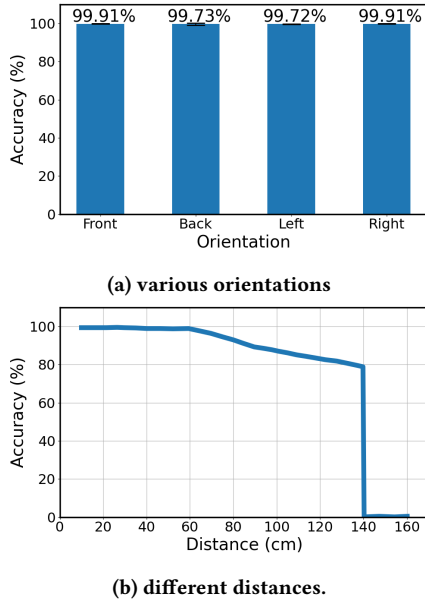 99.91% 99.73% 99.72% 99.91%
100
80
60
40
20
0
Accuracy (%)
Front Back Left Right
Orientation
(a) various orientations
100
80
60
40
20
0
Accuracy (%)
0 20 40 60 80 100 120 140 160
Distance (cm)
(b) different distances.